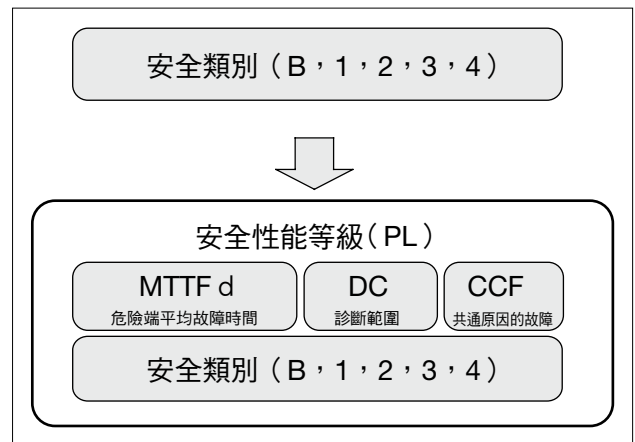 安全類別（B，1，2，3，4）
安全性能等級（PL）
MTTFd DC CCF
危險端平均故障時間 診斷範圍 共通原因的故障
安全類別（B，1，2，3，4）